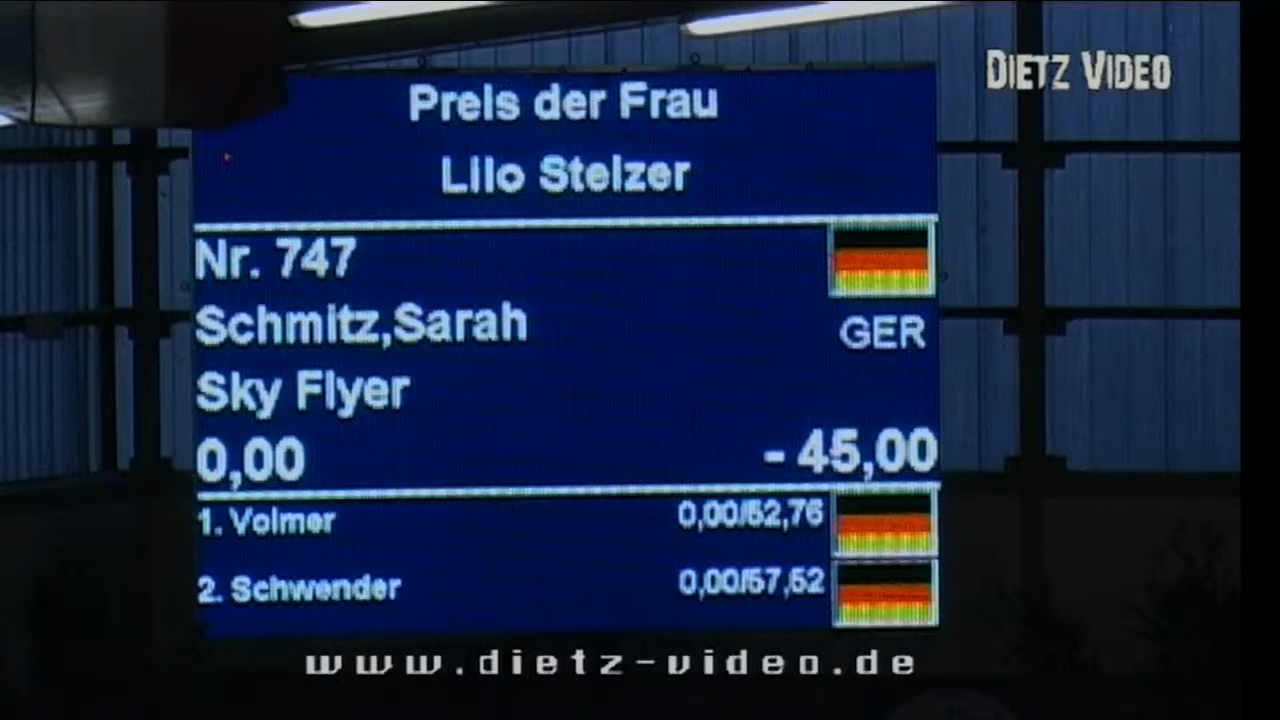 DIETZ VIDEO
Preis der Frau
Lilo Stelzer
Nr. 747
Schmitz,Sarah
GER
Sky Flyer
0,00
- 45,00
1. Volmer
0,00/52,76
2. Schwender
0,00/57,52
www.dietz-video.de